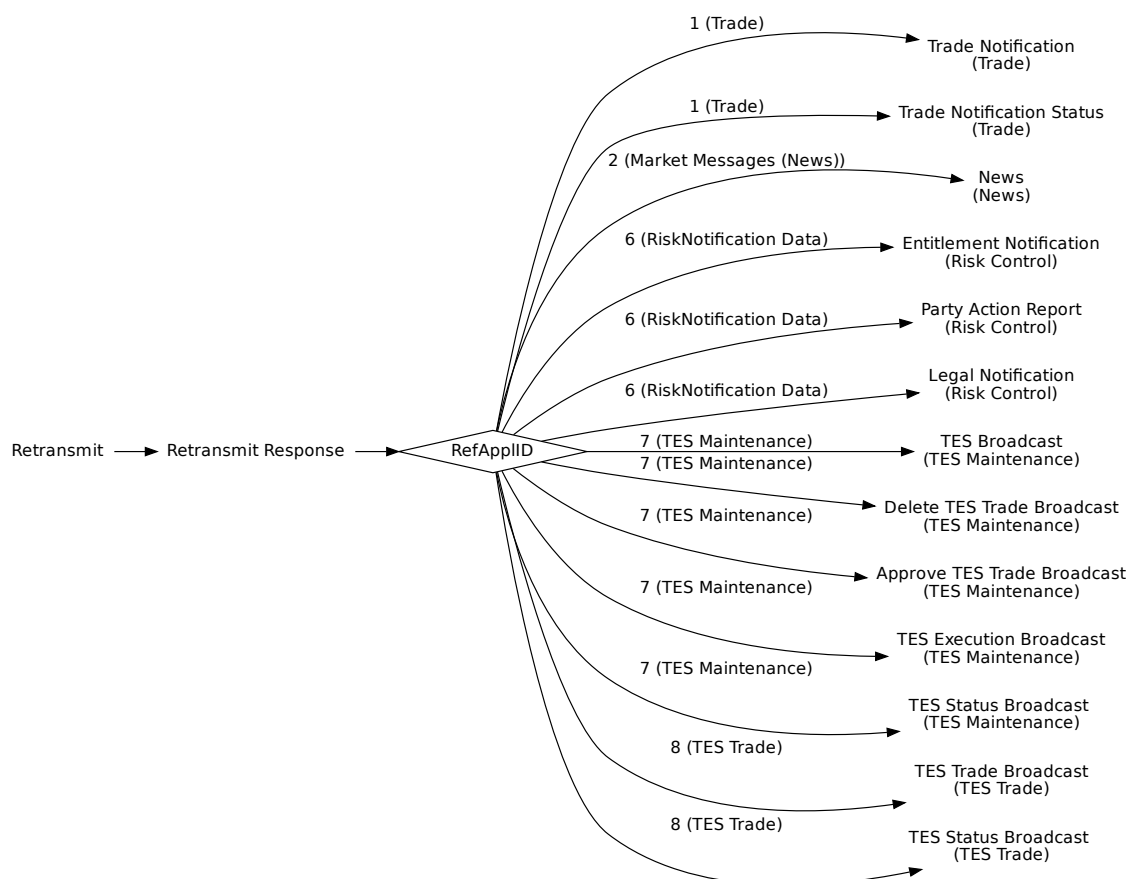 1 (Trade)
Trade Notification
(Trade)
1 (Trade)
Trade Notification Status
(Trade)
2 (Market Messages (News))
News
(News)
6 (RiskNotification Data)
Entitlement Notification
(Risk Control)
6 (RiskNotification Data)
Party Action Report
(Risk Control)
6 (RiskNotification Data)
Legal Notification
(Risk Control)
Retransmit
Retransmit Response
RefApplID
7 (TES Maintenance)
TES Broadcast
(TES Maintenance)
7 (TES Maintenance)
Delete TES Trade Broadcast
(TES Maintenance)
7 (TES Maintenance)
Approve TES Trade Broadcast
(TES Maintenance)
7 (TES Maintenance)
TES Execution Broadcast
(TES Maintenance)
7 (TES Maintenance)
TES Status Broadcast
(TES Maintenance)
8 (TES Trade)
TES Trade Broadcast
(TES Trade)
8 (TES Trade)
TES Status Broadcast
(TES Trade)